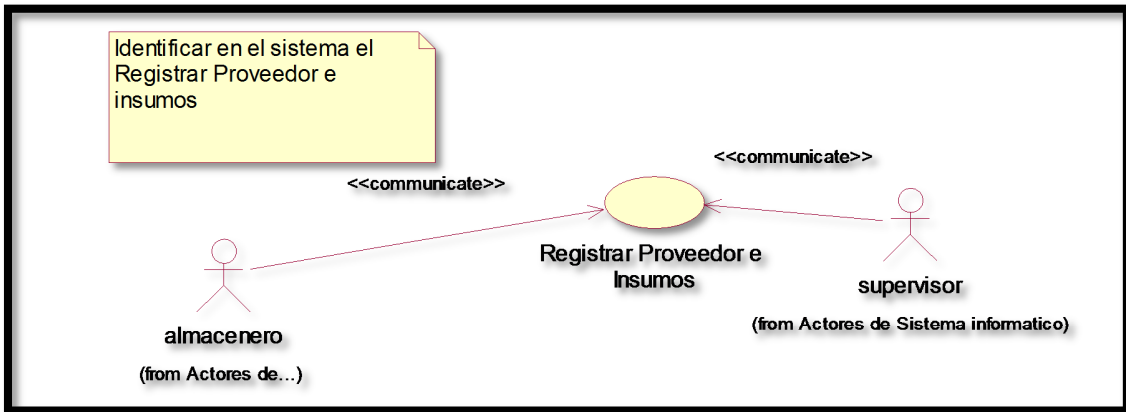 Identificar en el sistema el
Registrar Proveedor e
insumos
<<communicate>>
<<communicate>>
Registrar Proveedor e
Insumos
supervisor
(from Actores de Sistema informatico)
almacenero
(from Actores de...)